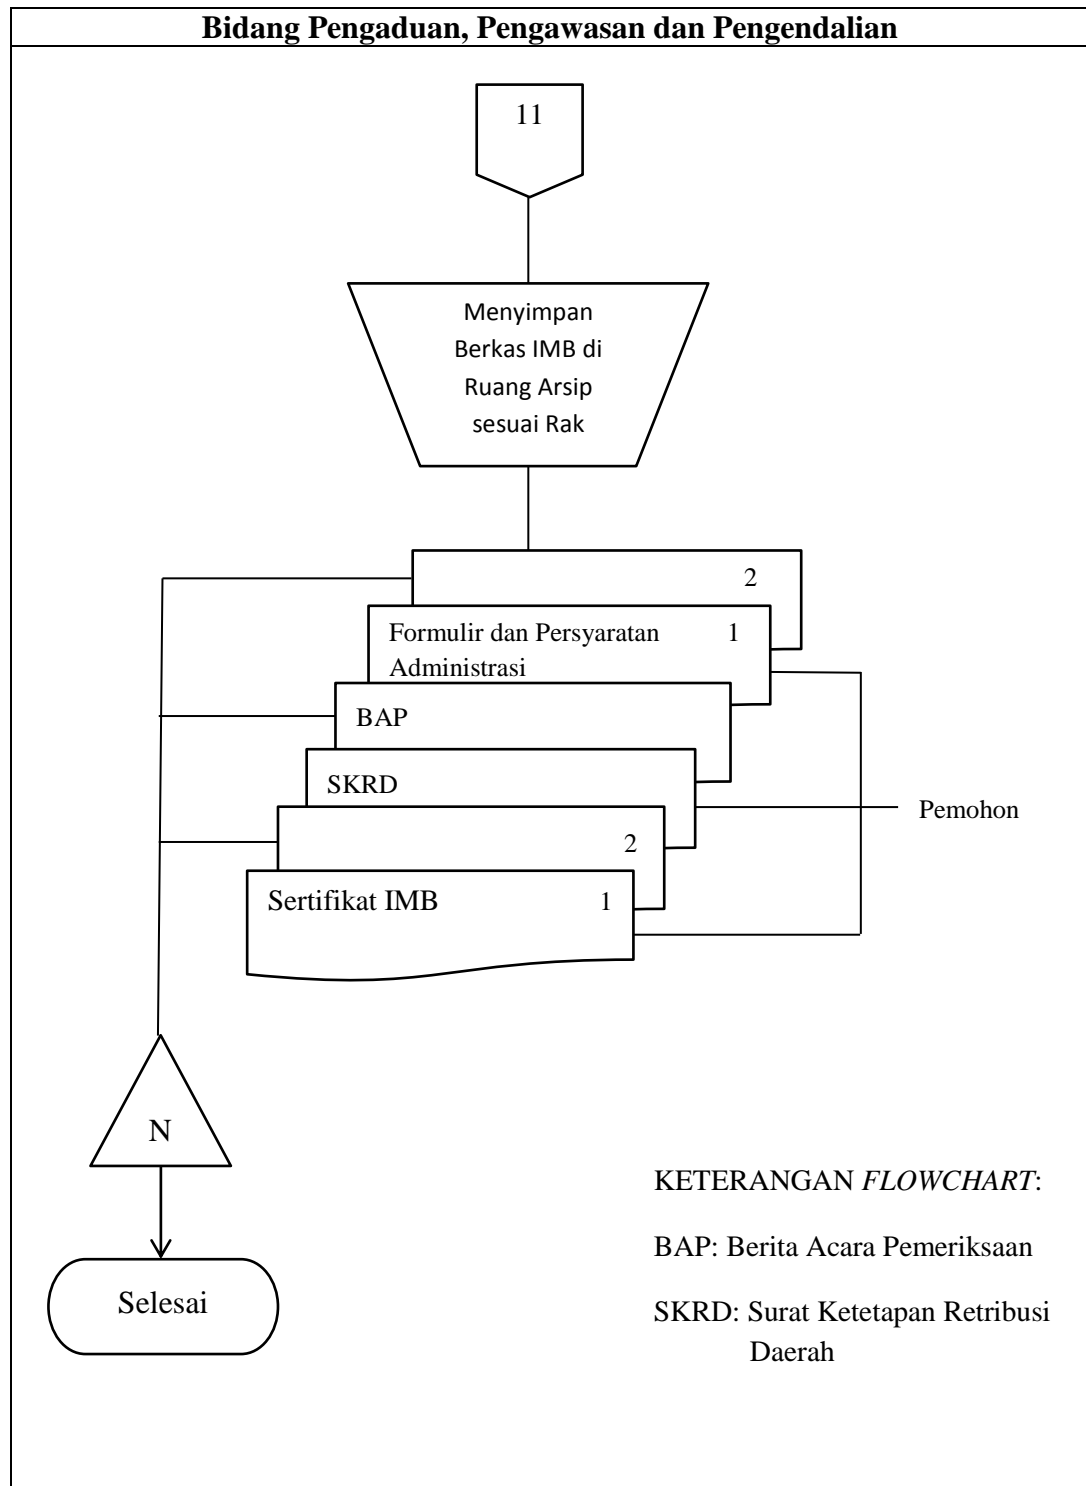 Bidang Pengaduan, Pengawasan dan Pengendalian
11
Menyimpan
Berkas IMB di
Ruang Arsip
sesuai Rak
2
Formulir dan Persyaratan 1
Administrasi
BAP
SKRD
Pemohon
2
Sertifikat IMB 1
N
Selesai
KETERANGAN FLOWCHART:
BAP: Berita Acara Pemeriksaan
SKRD: Surat Ketetapan Retribusi
Daerah